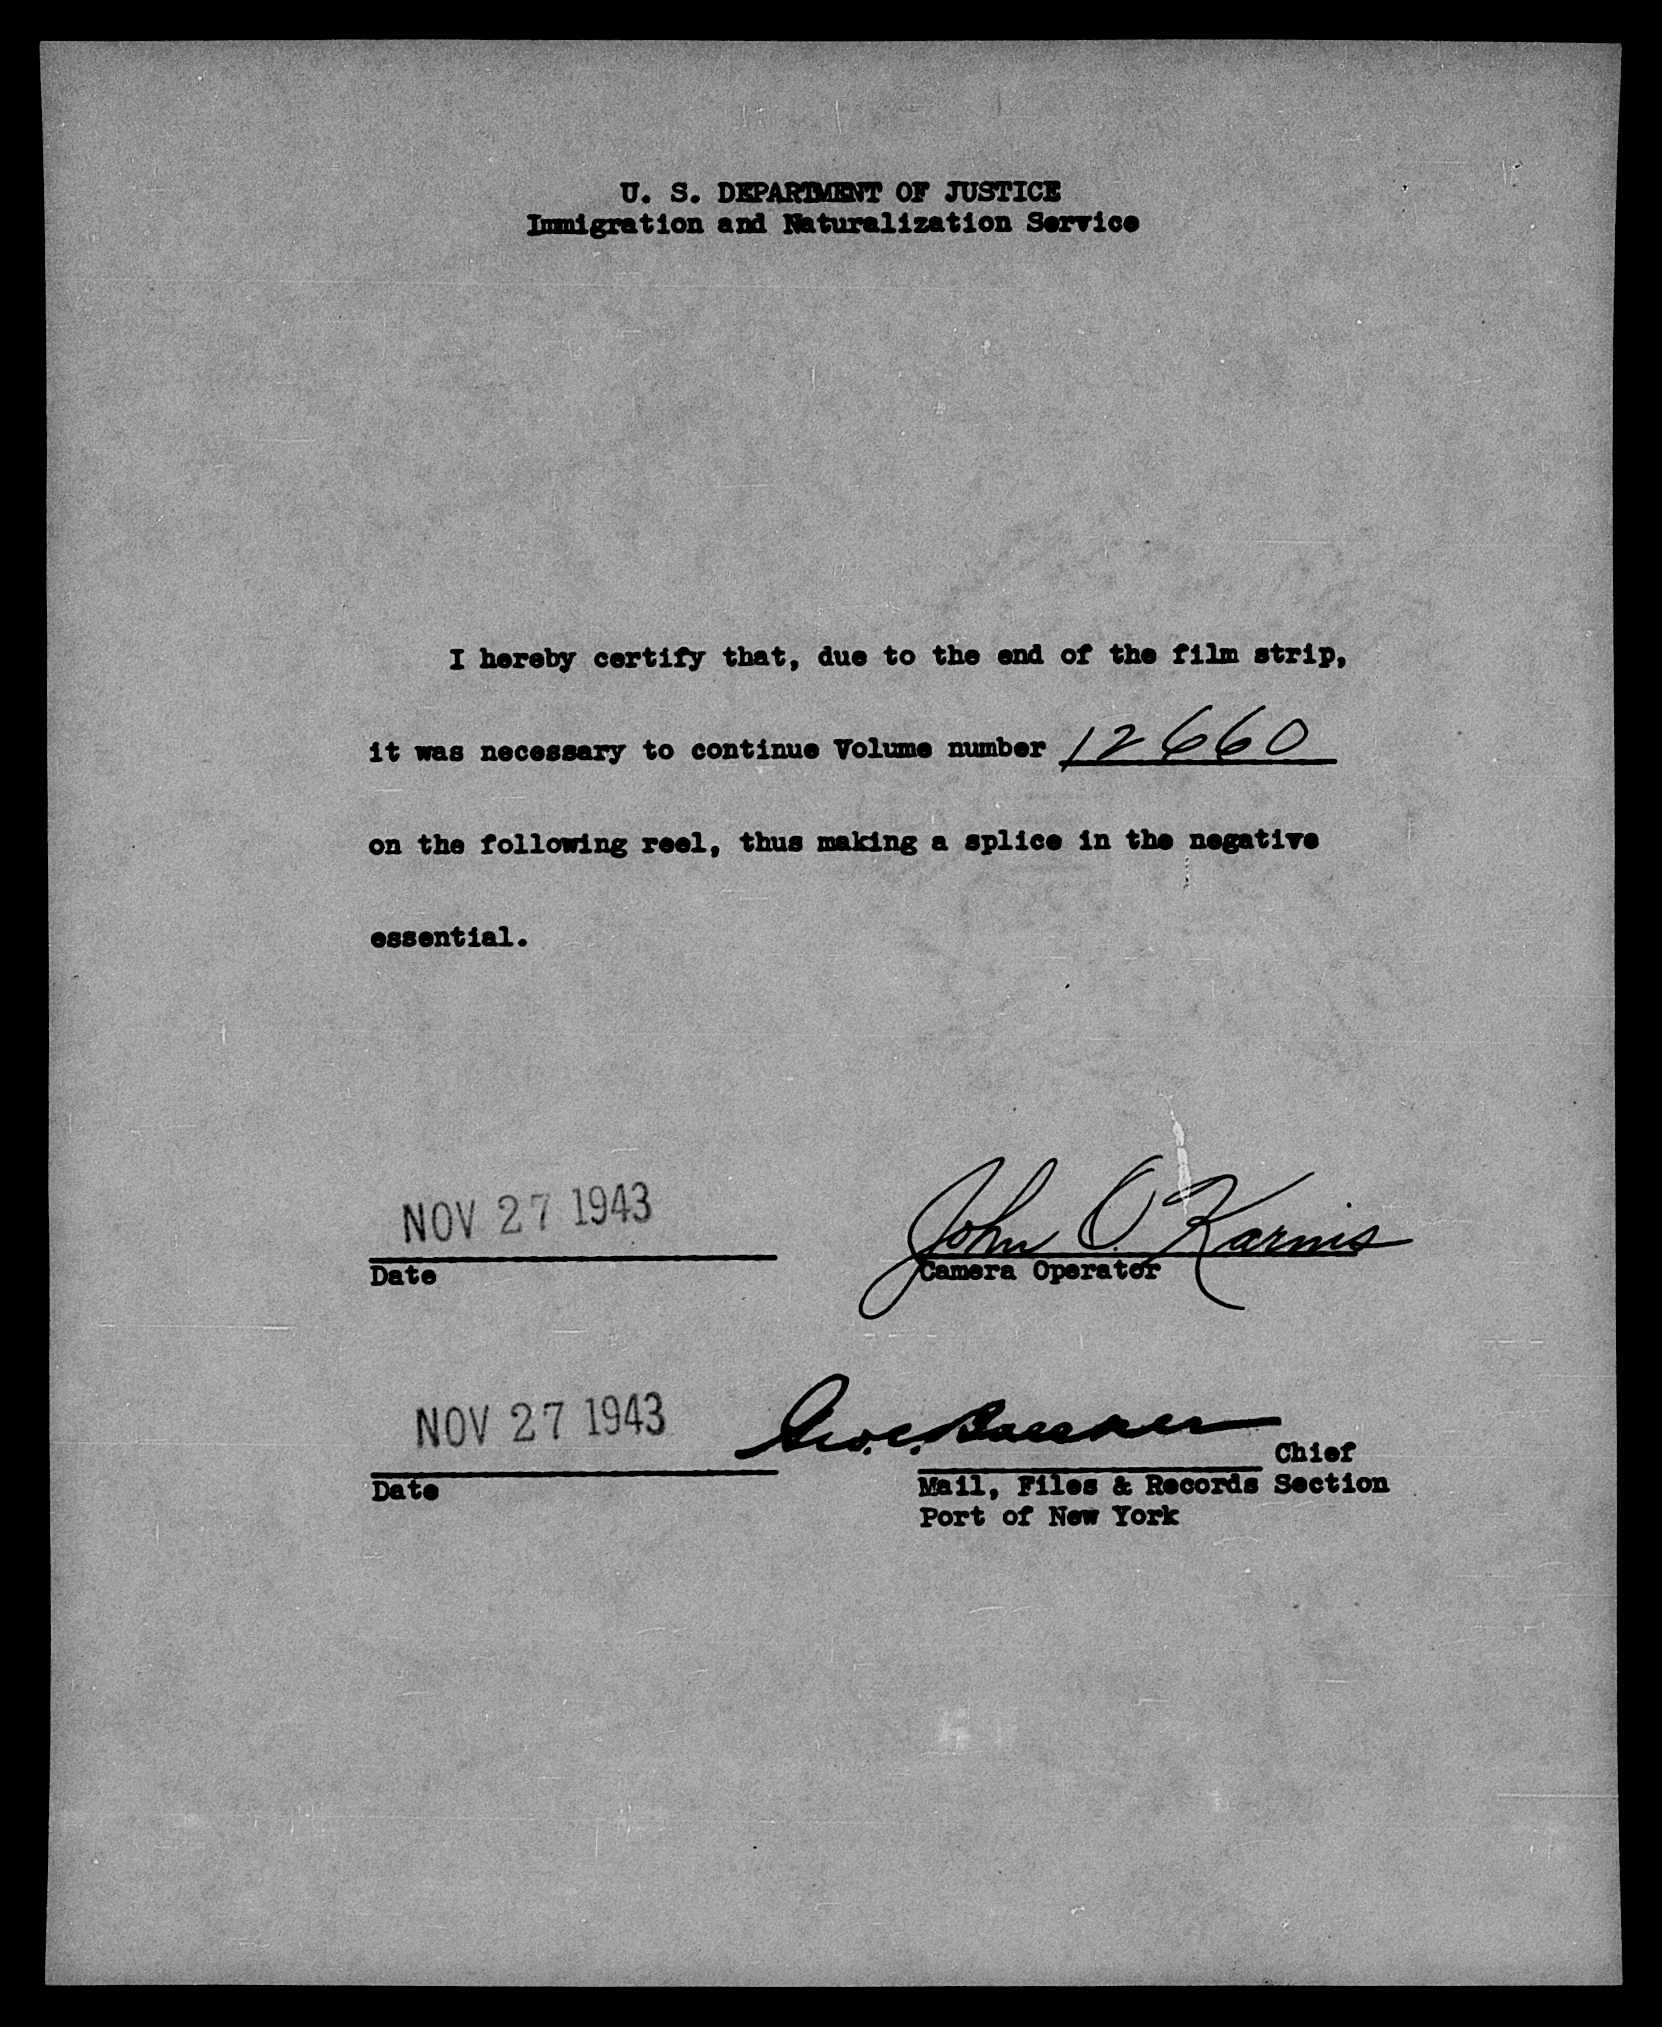 U. S. DEPARTMENT OF JUSTICE
Immigration and Naturalization Service
I hereby certify that, due to the end of the film strip,
it was necessary to continue Volume number 12660
on the following reel, thus making a splice in the negative
essential.
NOV 27 1943
John O. Karnis
Date
Camera Operator
NOV 27 1943
Geo. C.
Chief
Date
Mail, Files & Records Section
Port of New York